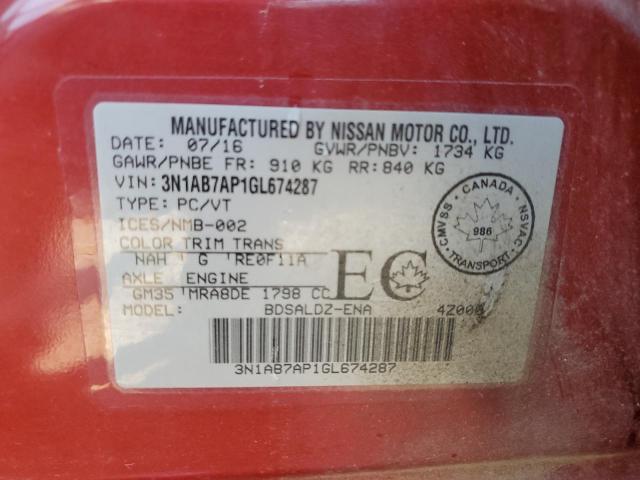 MANUFACTURED BY NISSAN MOTOR CO., LTD.
DATE: 07/16 GVWR/PNBV: 1734 KG
GAWR/PNBE FR: 910 KG RR:840 KG
VIN: 3N1AB7AP1GL674287
TYPE: PC/VT
ICES/NMB-002
COLOR TRIM TRANS
NAH G RE0F11A
AXLE ENGINE
GM35 MRA8DE 1798 CC
EC
MODEL: BDSALDZ-ENA
3N1AB7AP1GL674287
CANADA
CMVSS
NSVAC
986
TRANSPORT